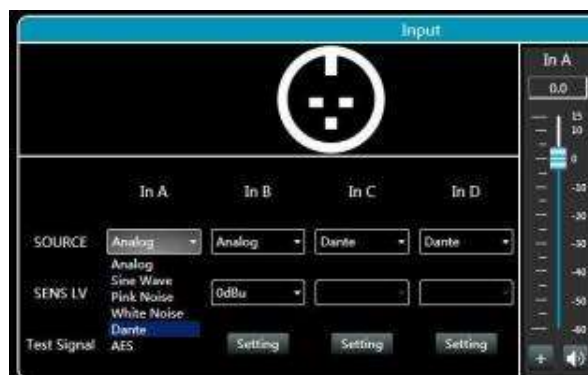 Input
In A
0.0
15
10
0
-10
-20
-30
-40
-50
-60
In A In B In C In D
SOURCE Analog Analog Dante Dante
Analog
Sine Wave
Pink Noise
White Noise
Dante
AES
SENS LV 0dBu
Test Signal Setting Setting Setting
+